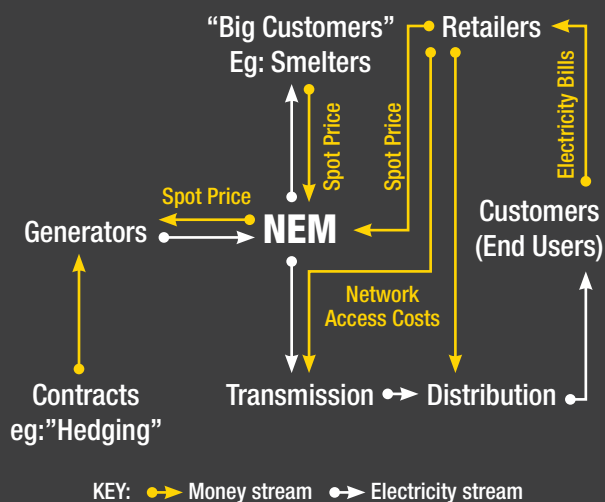 “Big Customers”
Eg: Smelters
Retailers
Electricity Bills
Spot Price
Spot Price
Spot Price
Generators
NEM
Customers
(End Users)
Network
Access Costs
Contracts
eg:”Hedging”
Transmission
Distribution
KEY: Money stream Electricity stream